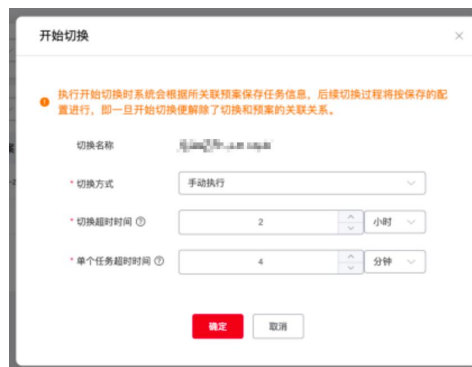 开始切换
执行开始切换时系统会根据所关联预案保存任务信息，后续切换过程将按保存的配
置进行，即一旦开始切换便解除了切换和预案的关联关系。
切换名称
* 切换方式 手动执行
* 切换超时时间 2 小时
* 单个任务超时时间 4 分钟
确定 取消